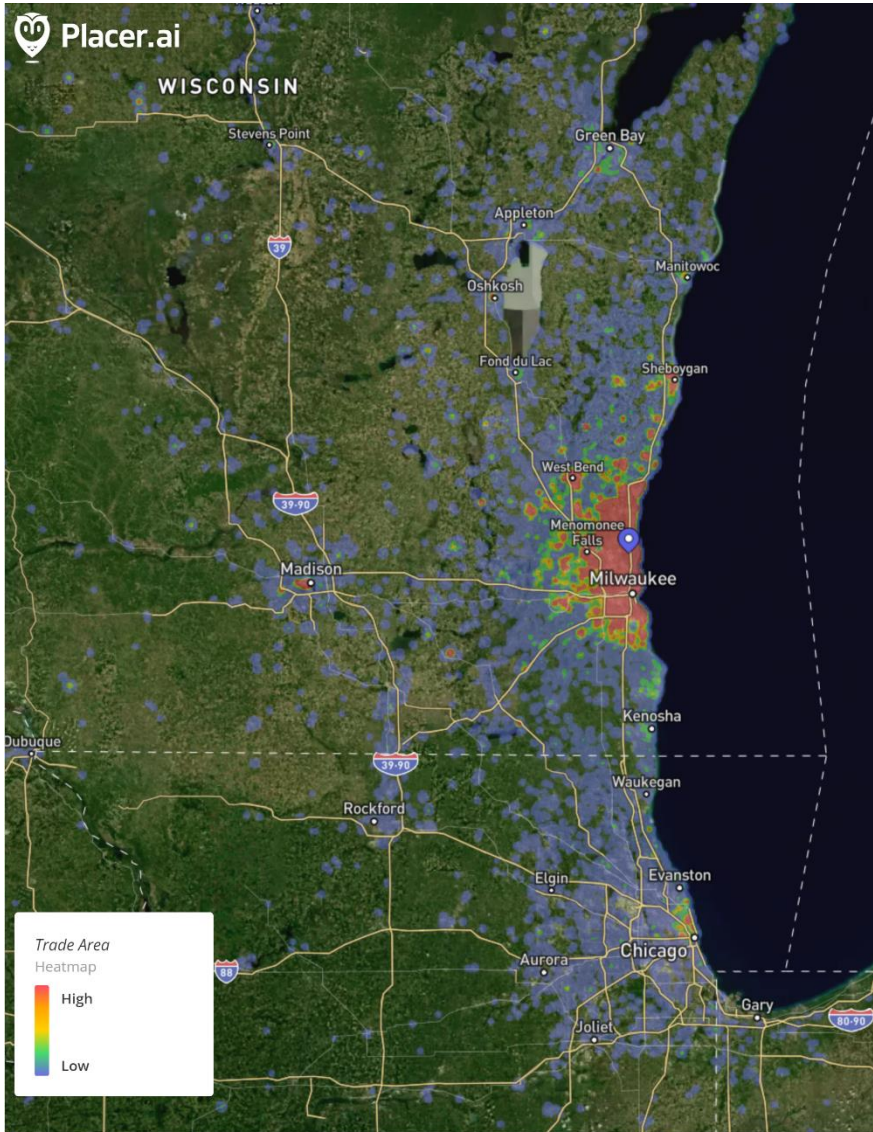 Placer.ai
WISCONSIN
Stevens Point
Green Bay
Appleton
39
Manitowoc
Oshkosh
Fond du Lac
Sheboygan
West Bend
39-90
Menomonee
Falls
Madison
Milwaukee
Kenosha
Dubuque
39-90
Waukegan
Rockford
Elgin
Evanston
Trade Area
Heatmap
High
Low
Chicago
88
Aurora
Gary
80-90
Joliet